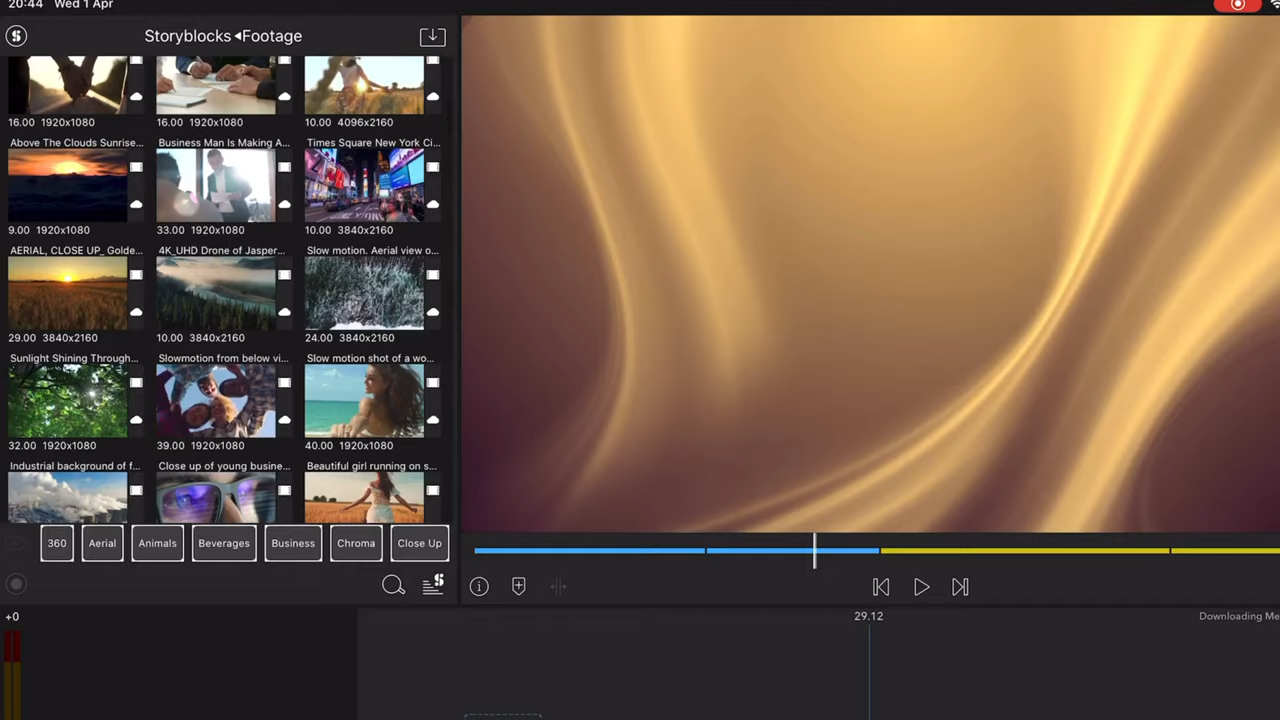 20:44 Wed 1 Apr
Storyblocks Footage
16.00 1920x1080
16.00 1920x1080
10.00 4096x2160
Above The Clouds Sunrise...
Business Man Is Making A...
Times Square New York Ci...
9.00 1920x1080
33.00 1920x1080
10.00 3840x2160
AERIAL, CLOSE UP_ Golde...
4K_UHD Drone of Jasper...
Slow motion. Aerial view o...
29.00 3840x2160
10.00 3840x2160
24.00 3840x2160
Sunlight Shining Through...
Slowmotion from below vi...
Slow motion shot of a wo...
32.00 1920x1080
39.00 1920x1080
40.00 1920x1080
Industrial background of f...
Close up of young busine...
Beautiful girl running on s...
360 Aerial Animals Beverages Business Chroma Close Up
+0
29.12
Downloading Me